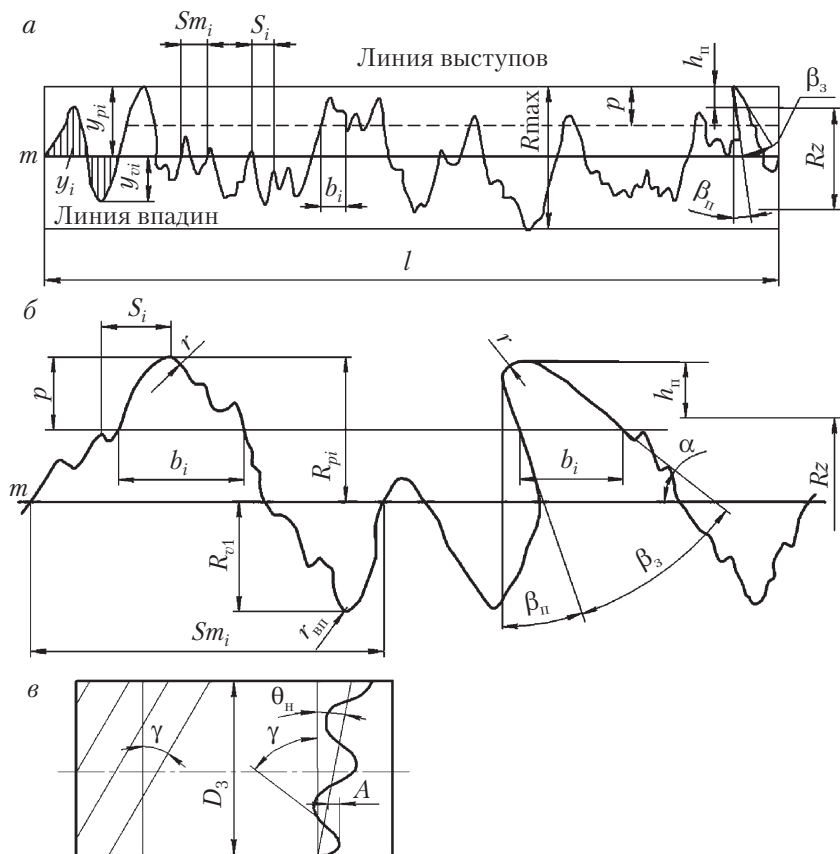 а
Sm_i
S_i
Линия выступов
h_п
β_з
y_pi
Rmax
p
Rz
m
y_i
y_vi
b_i
β_п
Линия впадин
l
б
S_i
r
r
p
h_п
R_pi
b_i
b_i
α
Rz
m
R_v1
β_з
β_п
r_вп
Sm_i
в
θ_н
γ
γ
D_3
A